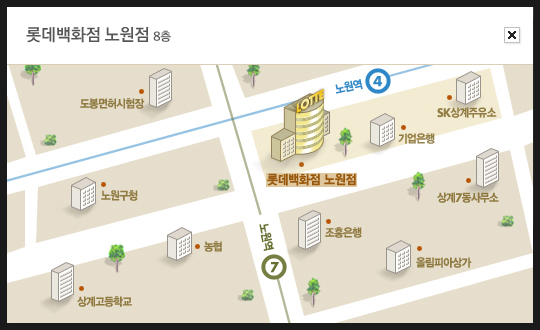 롯데백화점 노원점 8층
노원역 4
LOTTE
도봉면허시험장
SK상계주유소
기업은행
롯데백화점 노원점
노원구청
상계7동사무소
노원역
7
조흥은행
농협
올림피아상가
상계고등학교